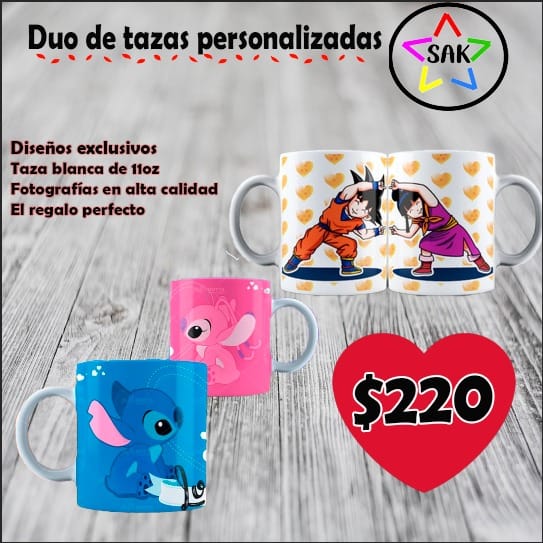 Duo de tazas personalizadas
SAK
Diseños exclusivos
Taza blanca de 11oz
Fotografías en alta calidad
El regalo perfecto
$220